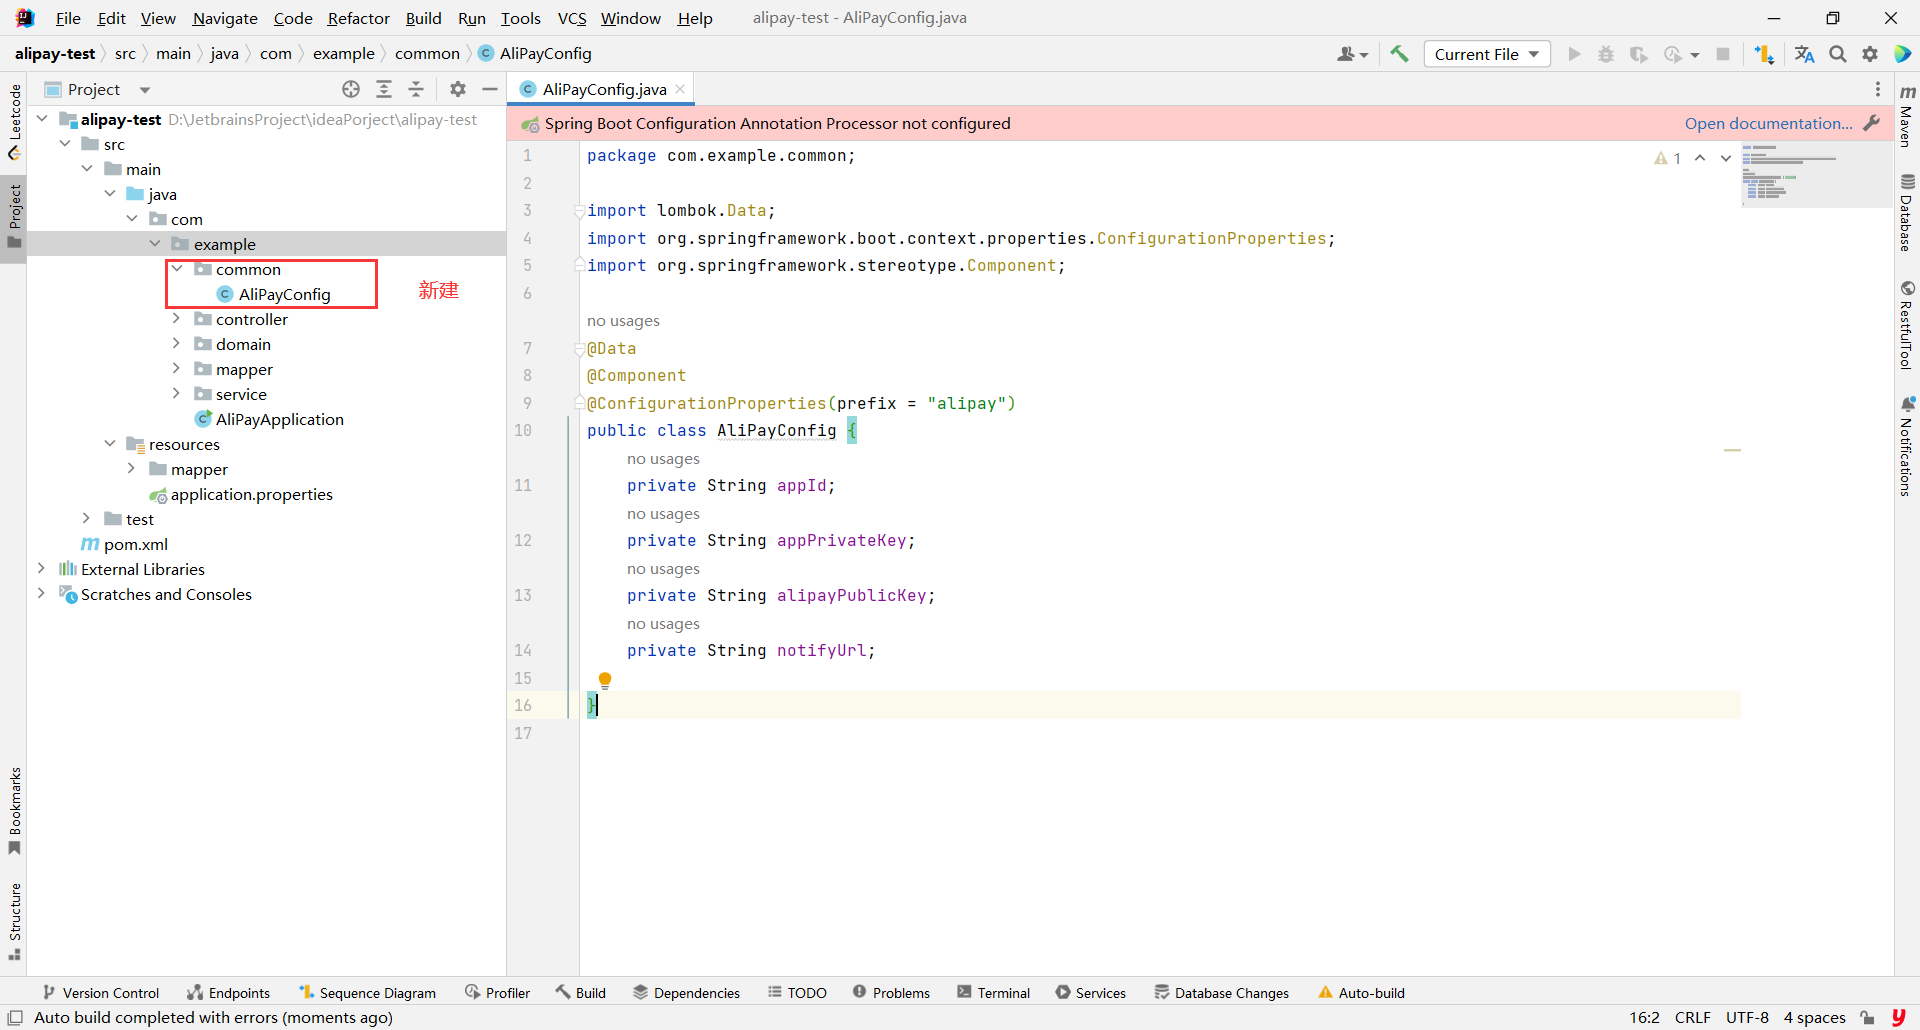 File Edit View Navigate Code Refactor Build Run Tools VCS Window Help alipay-test - AliPayConfig.java
alipay-test src main java com example common AliPayConfig
Current File
Leetcode
Project
Bookmarks
Structure
Project
alipay-test D:\JetbrainsProject\ideaPorject\alipay-test
src
main
java
com
example
common
AliPayConfig
新建
controller
domain
mapper
service
AliPayApplication
resources
mapper
application.properties
test
pom.xml
External Libraries
Scratches and Consoles
AliPayConfig.java
Spring Boot Configuration Annotation Processor not configured Open documentation...
1 package com.example.common; 1
2
3 import lombok.Data;
4 import org.springframework.boot.context.properties.ConfigurationProperties;
5 import org.springframework.stereotype.Component;
6
no usages
7 @Data
8 @Component
9 @ConfigurationProperties(prefix = "alipay")
10 public class AliPayConfig {
no usages
11 private String appId;
no usages
12 private String appPrivateKey;
no usages
13 private String alipayPublicKey;
no usages
14 private String notifyUrl;
15
16 }
17
Maven
Database
RestfulTool
Notifications
Version Control Endpoints Sequence Diagram Profiler Build Dependencies TODO Problems Terminal Services Database Changes Auto-build
Auto build completed with errors (moments ago) 16:2 CRLF UTF-8 4 spaces